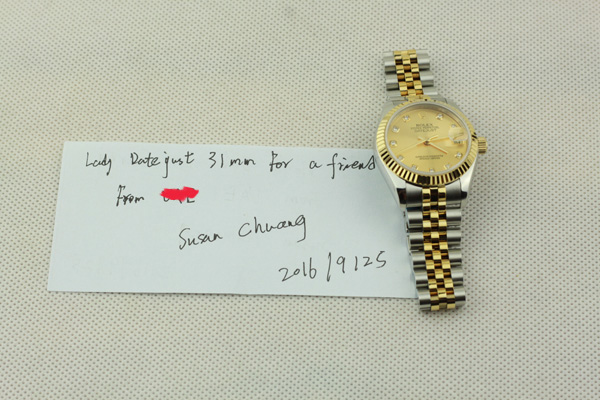 Lady Datejust 31mm for a friend
from
Susan Chuang
2016/9/25
ROLEX